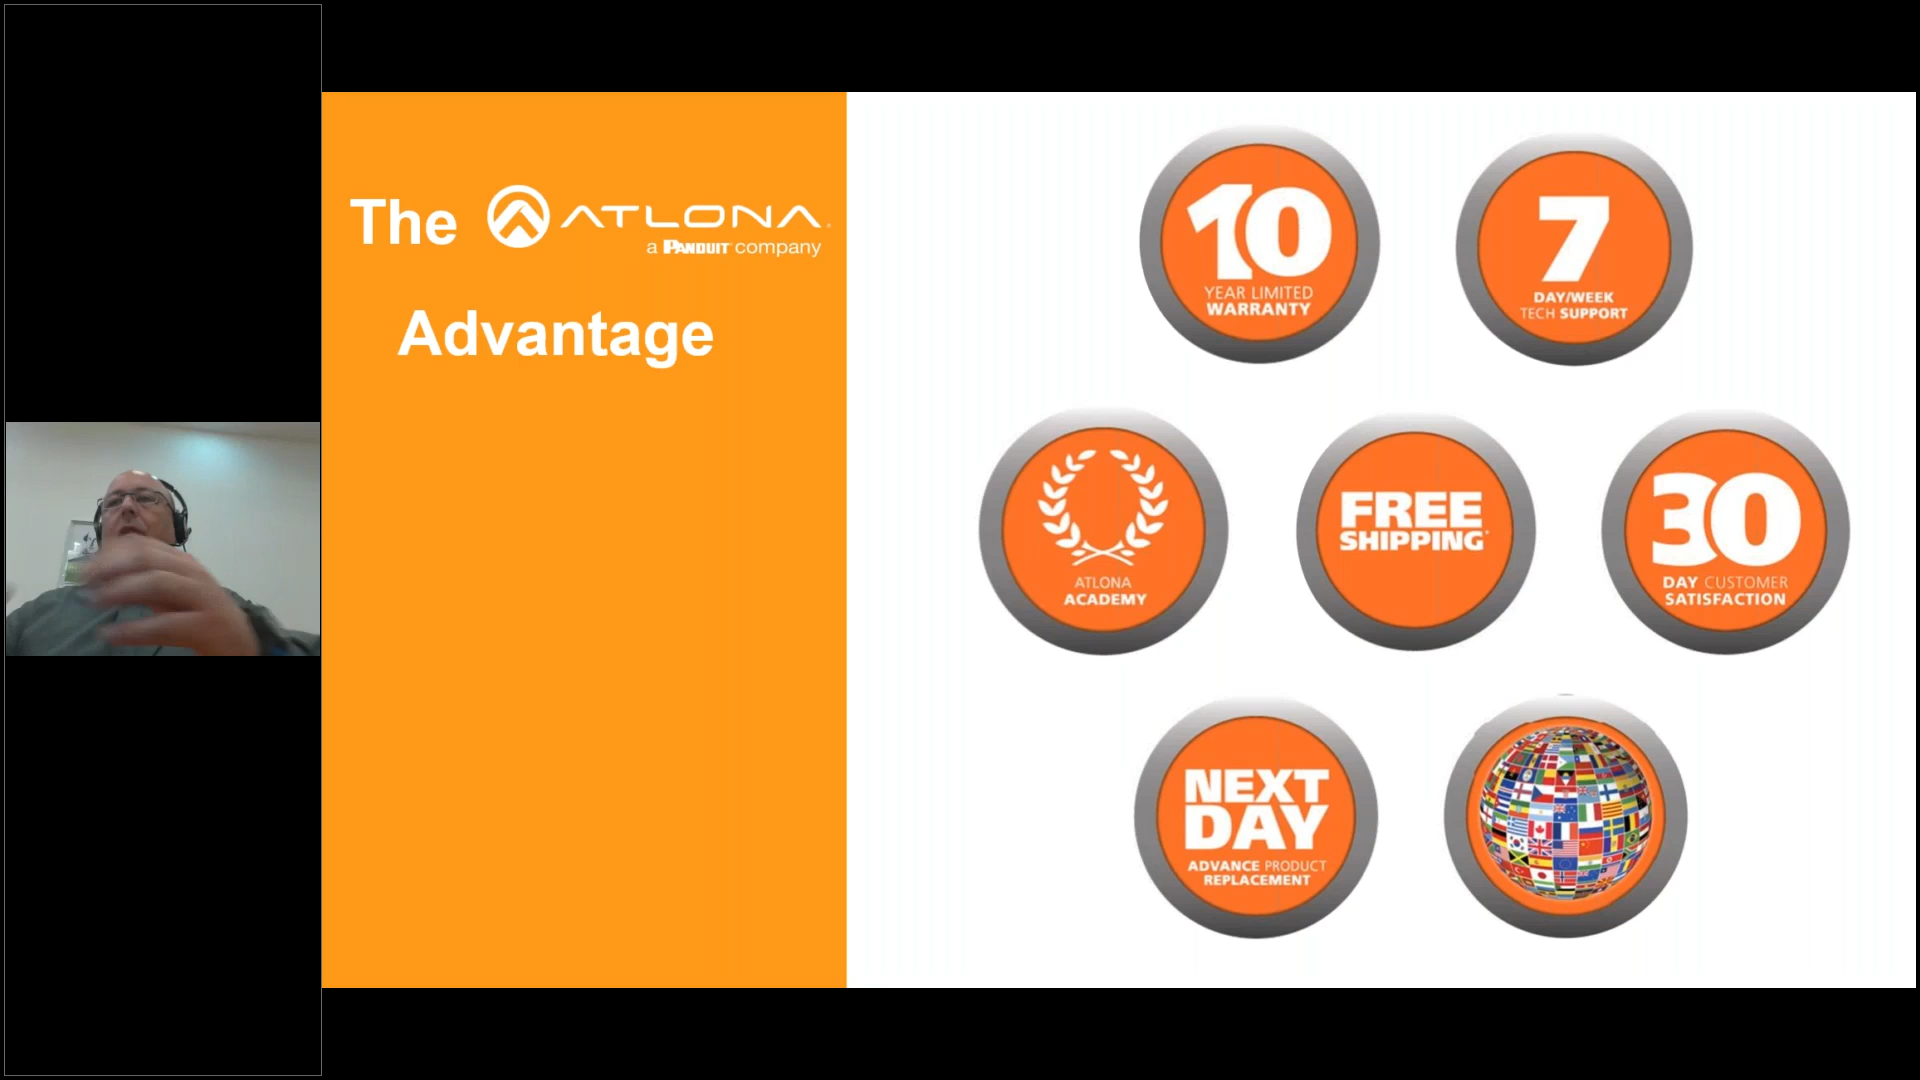 The ATLONA
a PANDUIT company
Advantage
10
YEAR LIMITED
WARRANTY
7
DAY/WEEK
TECH SUPPORT
ATLONA
ACADEMY
FREE
SHIPPING*
30
DAY CUSTOMER
SATISFACTION
NEXT
DAY
ADVANCE PRODUCT
REPLACEMENT